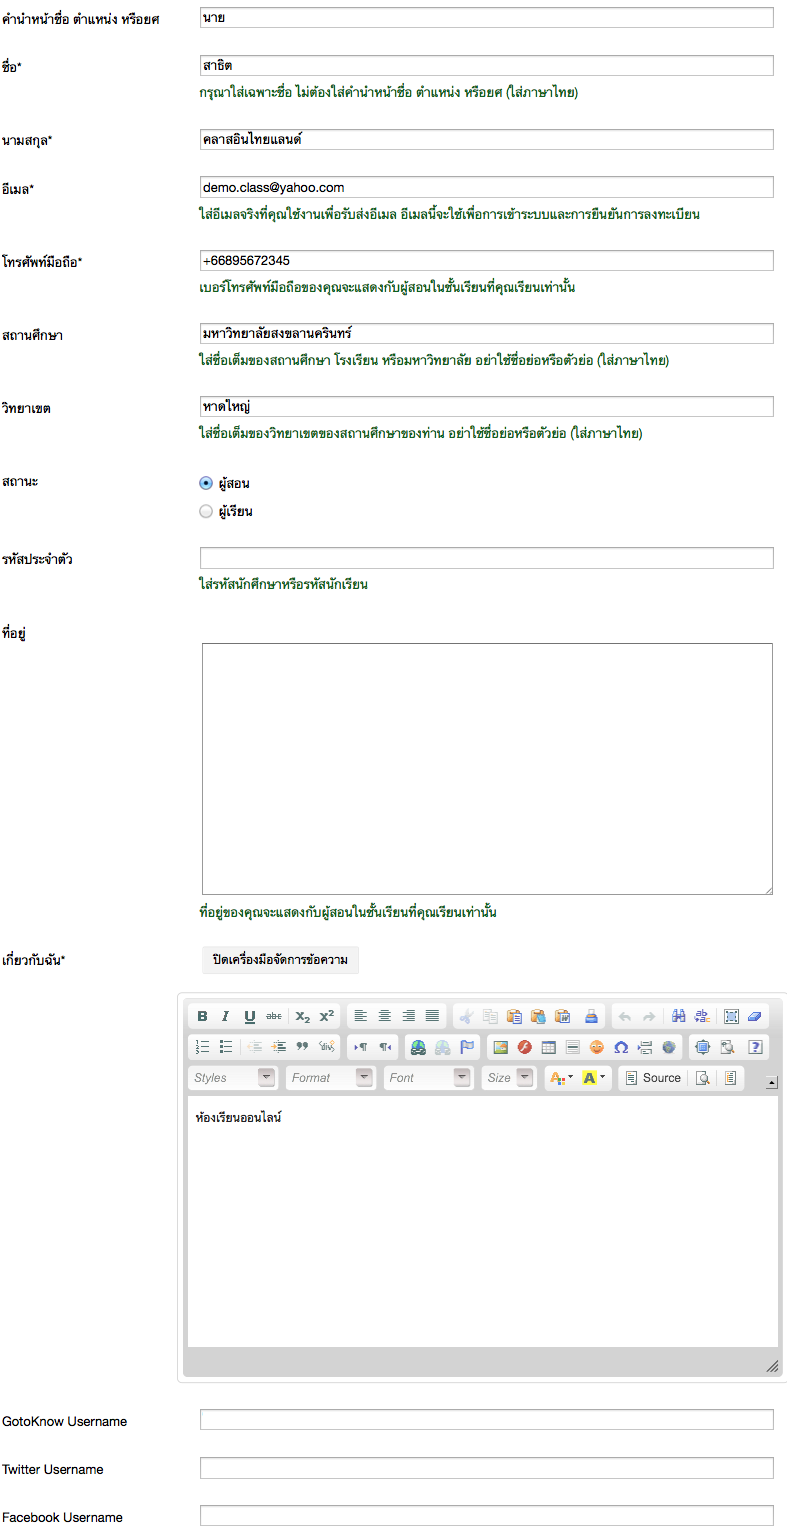 คำนำหน้าชื่อ ตำแหน่ง หรือยศ
นาย
ชื่อ*
สาธิต
กรุณาใส่เฉพาะชื่อ ไม่ต้องใส่คำนำหน้าชื่อ ตำแหน่ง หรือยศ (ใส่ภาษาไทย)
นามสกุล*
คลาสอินไทยแลนด์
อีเมล*
demo.class@yahoo.com
ใส่อีเมลจริงที่คุณใช้งานเพื่อรับส่งอีเมล อีเมลนี้จะใช้เพื่อการเข้าระบบและการยืนยันการลงทะเบียน
โทรศัพท์มือถือ*
+66895672345
เบอร์โทรศัพท์มือถือของคุณจะแสดงกับผู้สอนในชั้นเรียนที่คุณเรียนเท่านั้น
สถานศึกษา
มหาวิทยาลัยสงขลานครินทร์
ใส่ชื่อเต็มของสถานศึกษา โรงเรียน หรือมหาวิทยาลัย อย่าใช้ชื่อย่อหรือตัวย่อ (ใส่ภาษาไทย)
วิทยาเขต
หาดใหญ่
ใส่ชื่อเต็มของวิทยาเขตของสถานศึกษาของท่าน อย่าใช้ชื่อย่อหรือตัวย่อ (ใส่ภาษาไทย)
สถานะ
ผู้สอน
ผู้เรียน
รหัสประจำตัว
ใส่รหัสนักศึกษาหรือรหัสนักเรียน
ที่อยู่
ที่อยู่ของคุณจะแสดงกับผู้สอนในชั้นเรียนที่คุณเรียนเท่านั้น
เกี่ยวกับฉัน*
ปิดเครื่องมือจัดการข้อความ
B I U abc X₂ X²
Styles Format Font Size A A Source
ห้องเรียนออนไลน์
GotoKnow Username
Twitter Username
Facebook Username